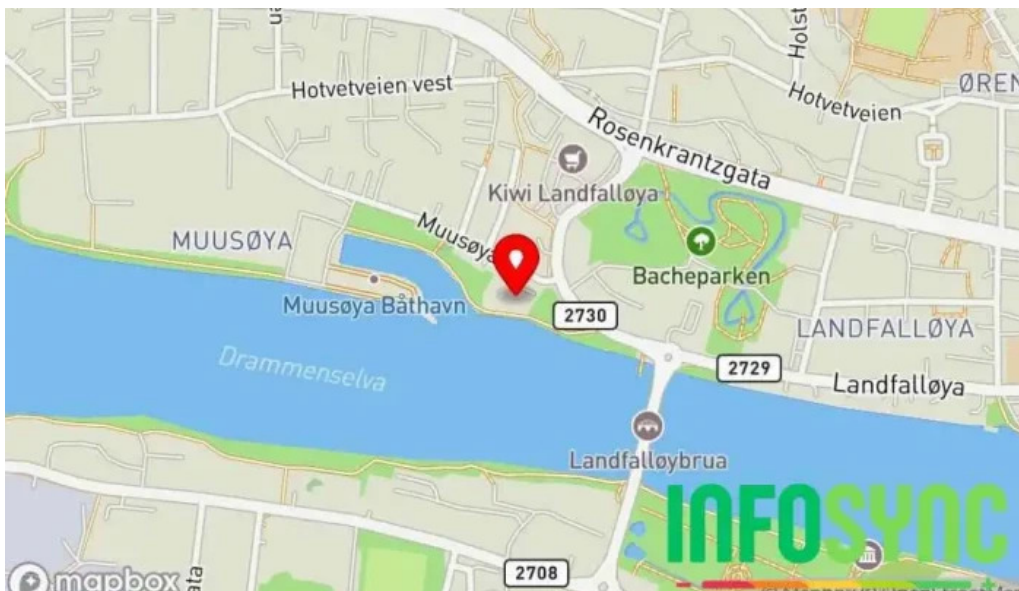 Holst
Hotvetveien vest
Hotvetveien
ØREN
Rosenkrantzgata
Kiwi Landfalløya
Muusøya
MUUSØYA
Bacheparken
Muusøya Båthavn
2730
LANDFALLØYA
Drammenselva
2729
Landfalløya
Landfalløybrua
INFOSYNC
2708
mapbox